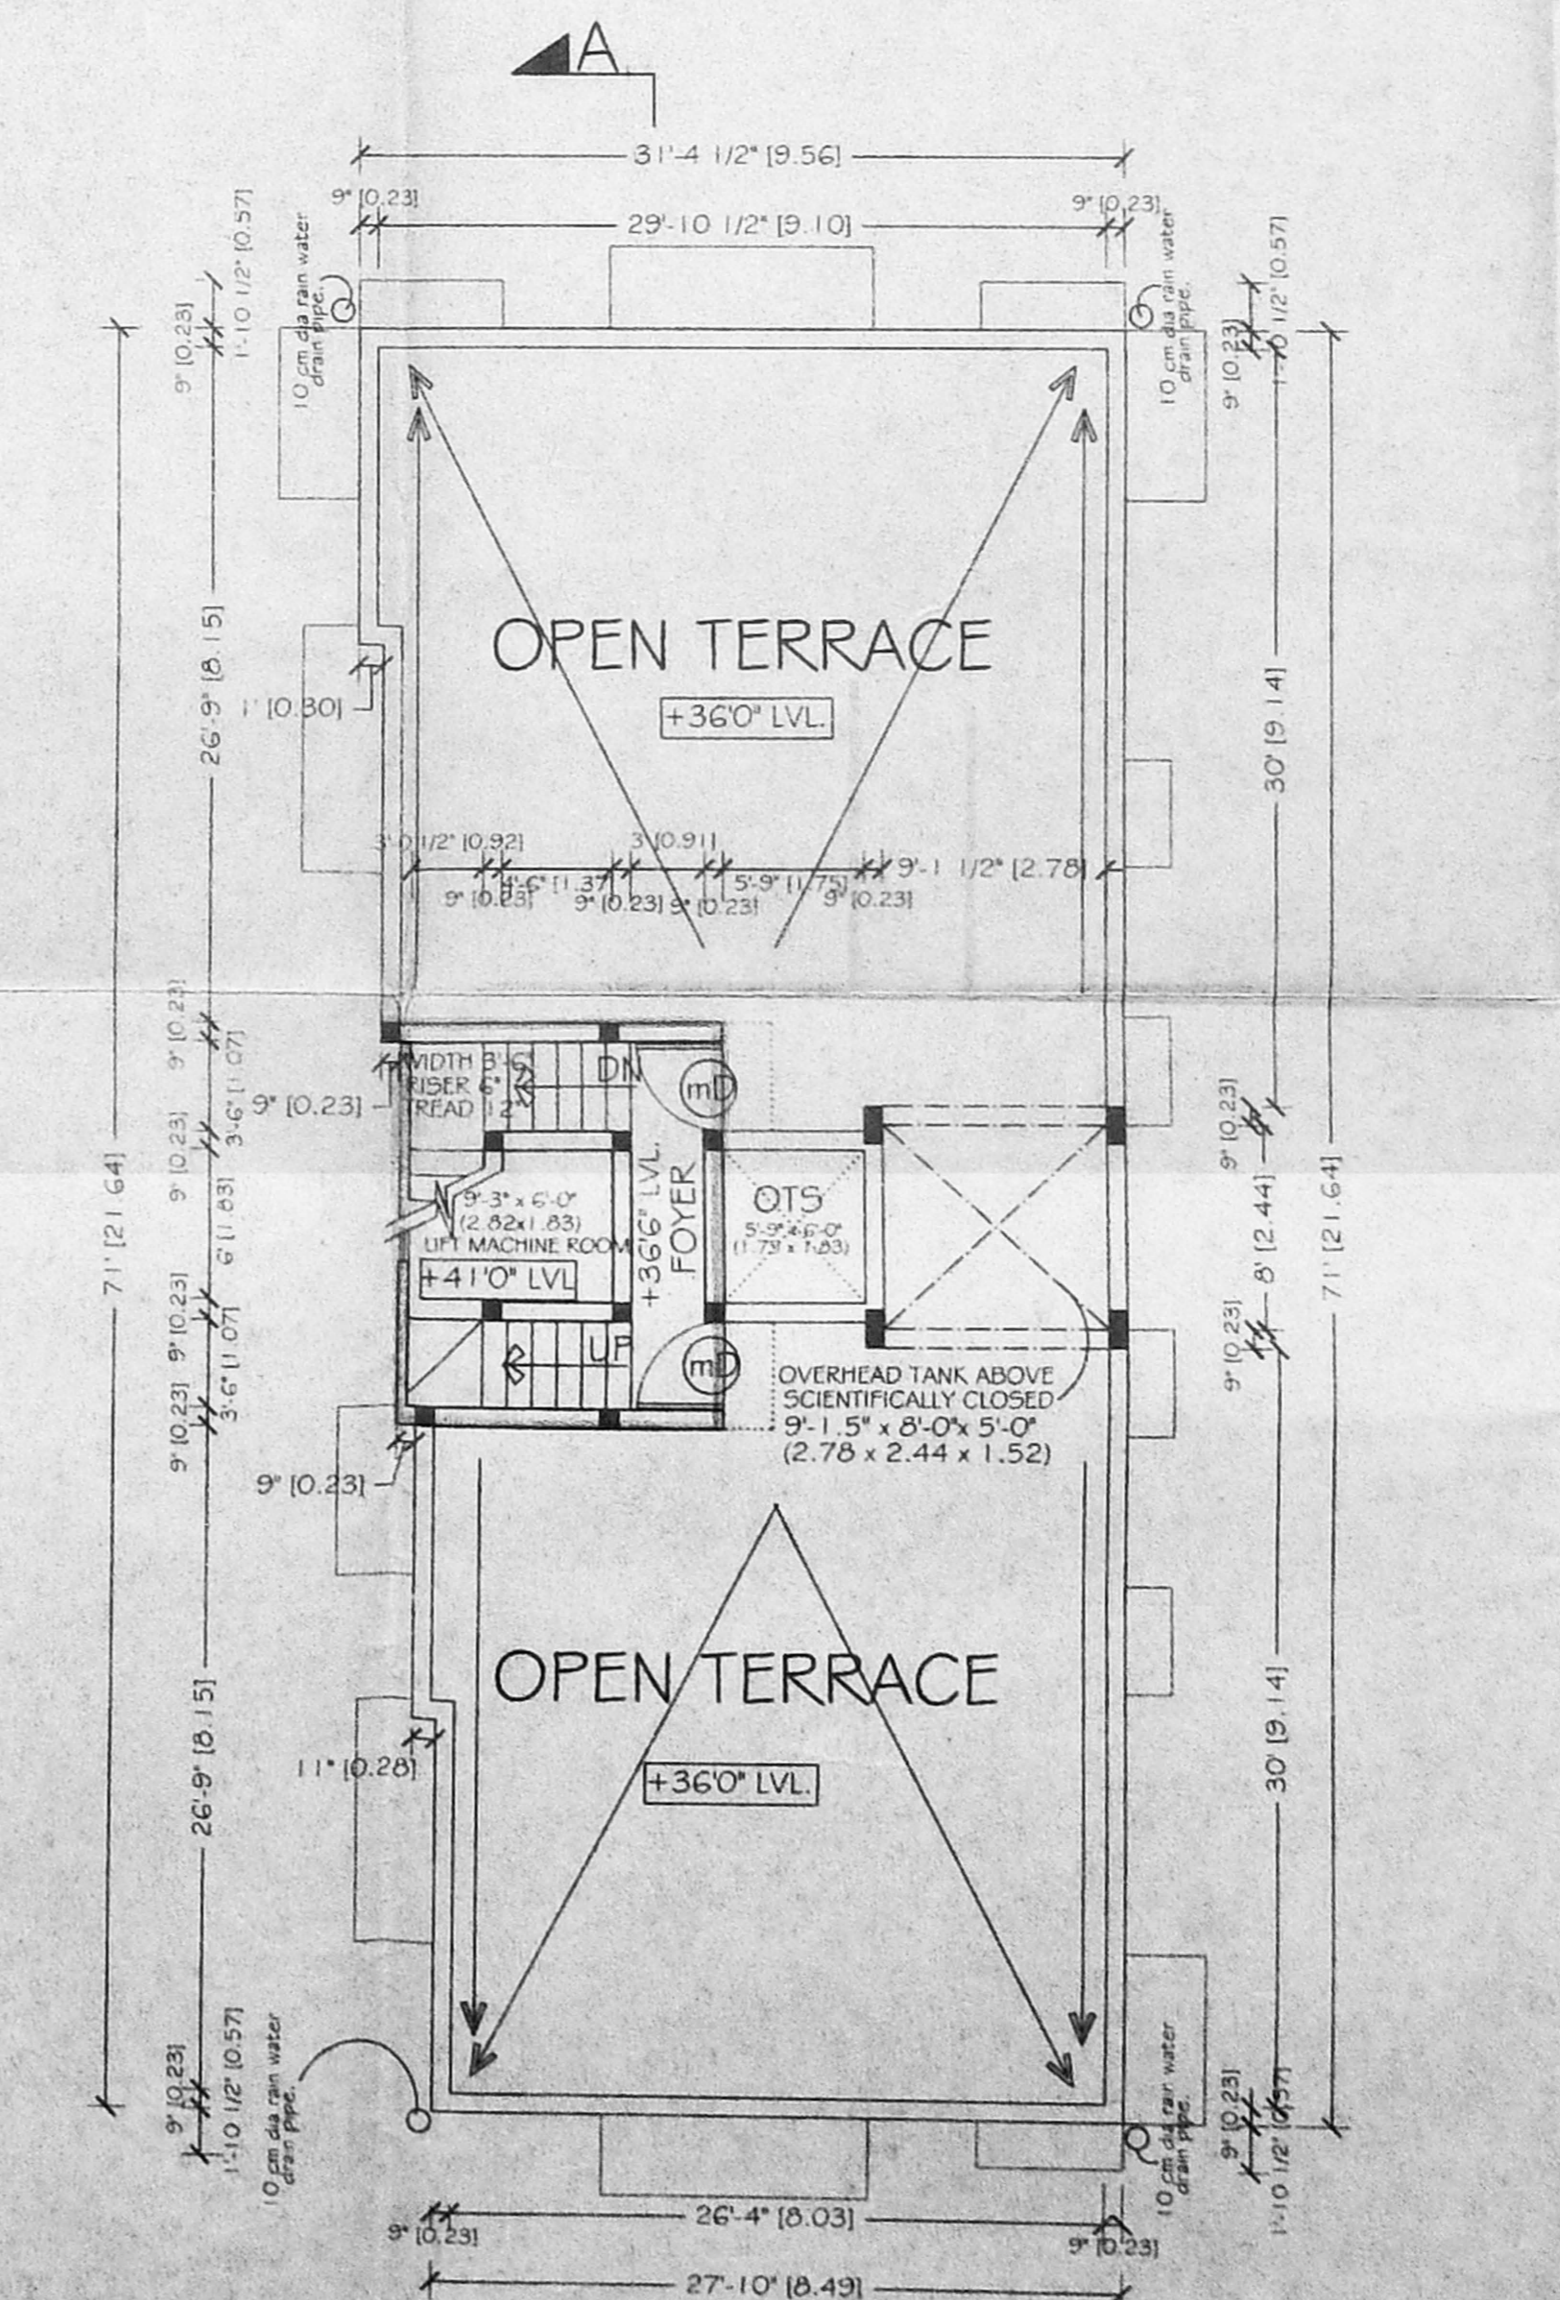 A
31'-4 1/2" [9.56]
9" [0.23]
9" [0.23]
29'-10 1/2" [9.10]
1'-10 1/2" [0.57]
9" [0.23]
10 cm dia rain water
drain pipe.
10 cm dia rain water
drain pipe.
9" [0.23]
1'-10 1/2" [0.57]
OPEN TERRACE
+36'0" LVL.
26'-9" [8.15]
1' [0.30]
30' [9.14]
3'-0 1/2" [0.92]
3' [0.91]
9'-1 1/2" [2.78]
4'-6" [1.37]
5'-9" [1.75]
9" [0.23]
9" [0.23]
9" [0.23]
9" [0.23]
9" [0.23]
3'-6" [1.07]
9" [0.23]
WIDTH 3'-6"
RISER 6"
TREAD 12"
DN
mD
9" [0.23]
9" [0.23]
71' [21.64]
6' [1.83]
9'-3" x 6'-0"
(2.82x1.83)
LIFT MACHINE ROOM
+41'0" LVL
+36'6" LVL.
FOYER
OTS
5'-9"x6'-0"
(1.79 x 1.83)
8' [2.44]
71' [21.64]
9" [0.23]
3'-6" [1.07]
9" [0.23]
UP
mD
9" [0.23]
OVERHEAD TANK ABOVE
SCIENTIFICALLY CLOSED
9'-1.5" x 8'-0"x 5'-0"
(2.78 x 2.44 x 1.52)
9" [0.23]
OPEN TERRACE
+36'0" LVL.
26'-9" [8.15]
11" [0.28]
30' [9.14]
9" [0.23]
1'-10 1/2" [0.57]
10 cm dia rain water
drain pipe.
10 cm dia rain water
drain pipe.
9" [0.23]
1'-10 1/2" [0.57]
26'-4" [8.03]
9" [0.23]
9" [0.23]
27'-10" [8.49]